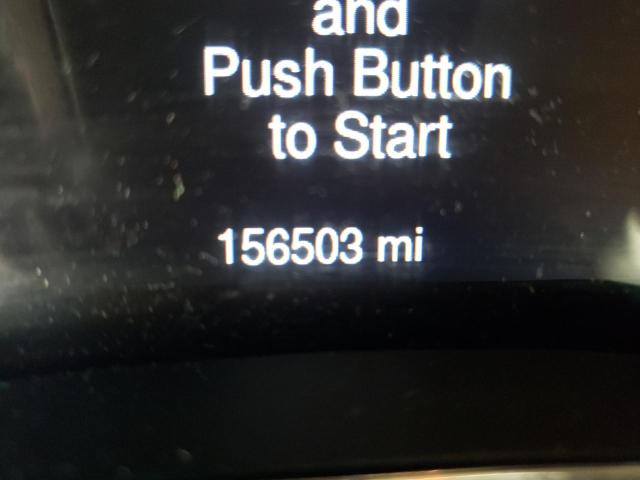 and
Push Button
to Start
156503 mi